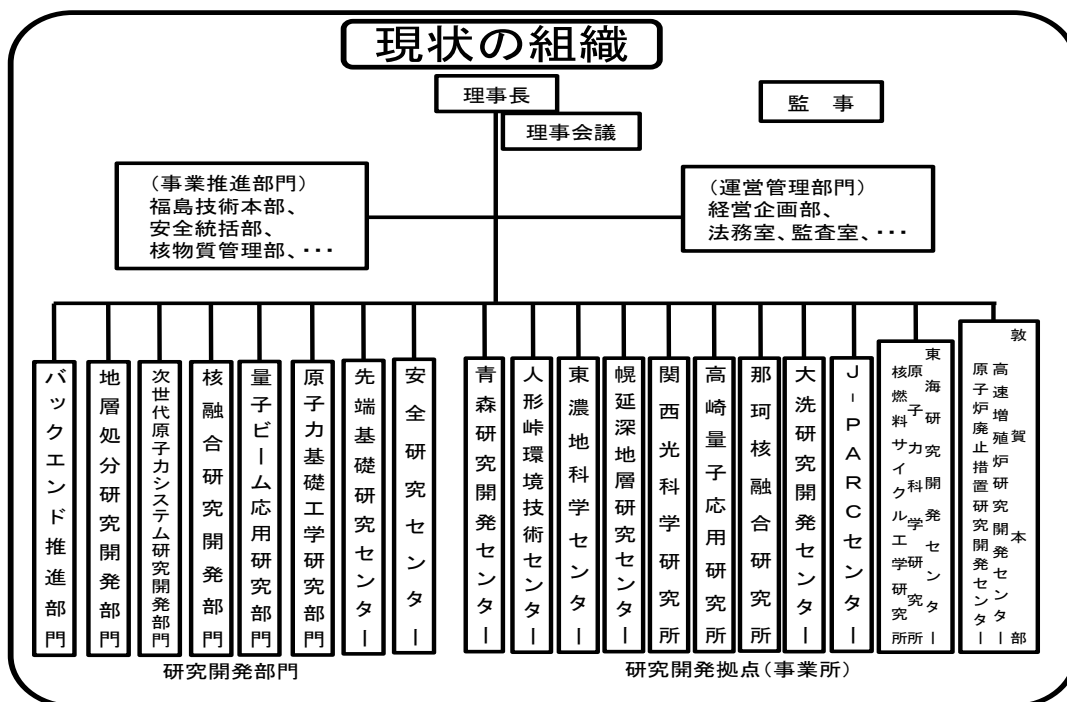 現状の組織
理事長
理事会議
監　事
(事業推進部門)
福島技術本部、
安全統括部、
核物質管理部、・・・
(運営管理部門)
経営企画部、
法務室、監査室、・・・
バックエンド推進部門
地層処分研究開発部門
次世代原子力システム研究開発部門
核融合研究開発部門
量子ビーム応用研究部門
原子力基礎工学研究部門
先端基礎研究センター
安全研究センター
青森研究開発センター
人形峠環境技術センター
東濃地科学センター
幌延深地層研究センター
関西光科学研究所
高崎量子応用研究所
那珂核融合研究所
大洗研究開発センター
J-PARCセンター
東海研究開発センター
原子力科学研究所
核燃料サイクル工学研究所
敦賀本部
高速増殖炉研究開発センター
原子炉廃止措置研究開発センター
研究開発部門
研究開発拠点(事業所)